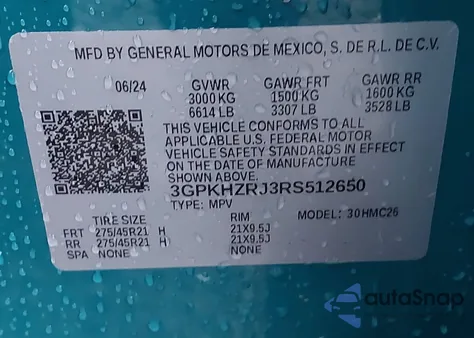 MFD BY GENERAL MOTORS DE MEXICO, S. DE R.L. DE C.V.
06/24 GVWR GAWR FRT GAWR RR
3000 KG 1500 KG 1600 KG
6614 LB 3307 LB 3528 LB
THIS VEHICLE CONFORMS TO ALL
APPLICABLE U.S. FEDERAL MOTOR
VEHICLE SAFETY STANDARDS IN EFFECT
ON THE DATE OF MANUFACTURE
SHOWN ABOVE.
3GPKHZRJ3RS512650
TYPE: MPV MODEL: 30HMC26
TIRE SIZE RIM
FRT 275/45R21 H 21X9.5J
RR 275/45R21 H 21X9.5J
SPA NONE NONE
autoSnap